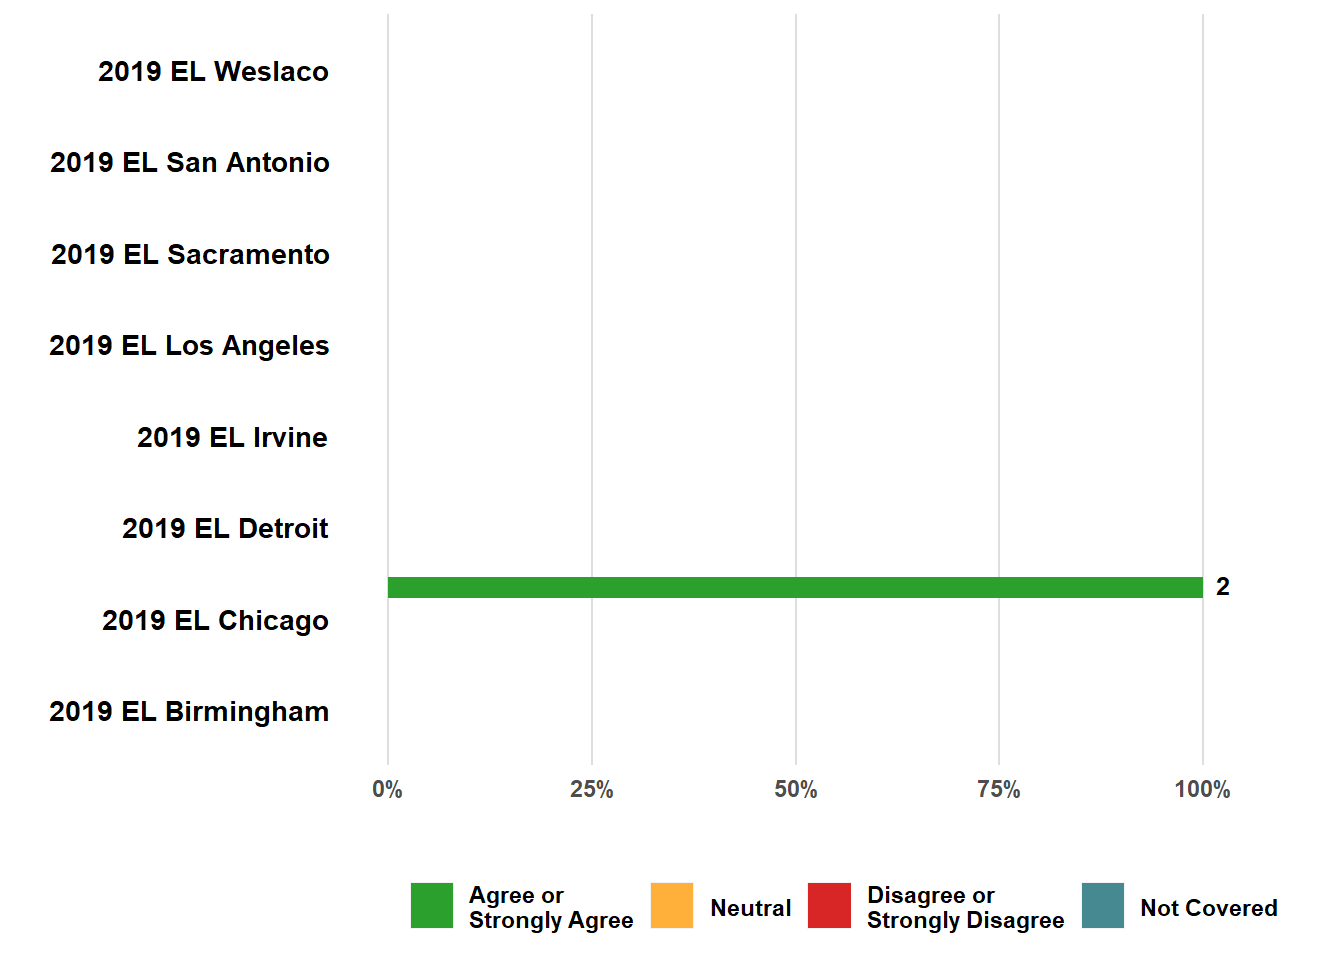 2019 EL Weslaco
2019 EL San Antonio
2019 EL Sacramento
2019 EL Los Angeles
2019 EL Irvine
2019 EL Detroit
2
2019 EL Chicago
2019 EL Birmingham
0% 25% 50% 75% 100%
Agree or
Strongly Agree
Neutral
Disagree or
Strongly Disagree
Not Covered